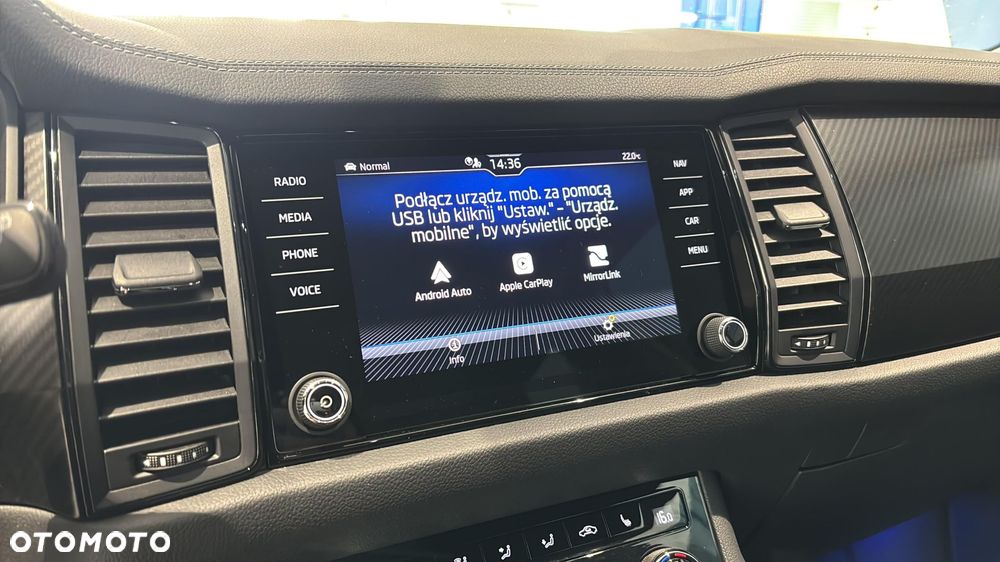 Normal 14:36 22.0°C
RADIO
MEDIA
PHONE
VOICE
Podłącz urządz. mob. za pomocą
USB lub kliknij "Ustaw." - "Urządz.
mobilne", by wyświetlić opcje.
Android Auto Apple CarPlay MirrorLink
Info Ustawienia
NAV
APP
CAR
MENU
16.0
OTOMOTO